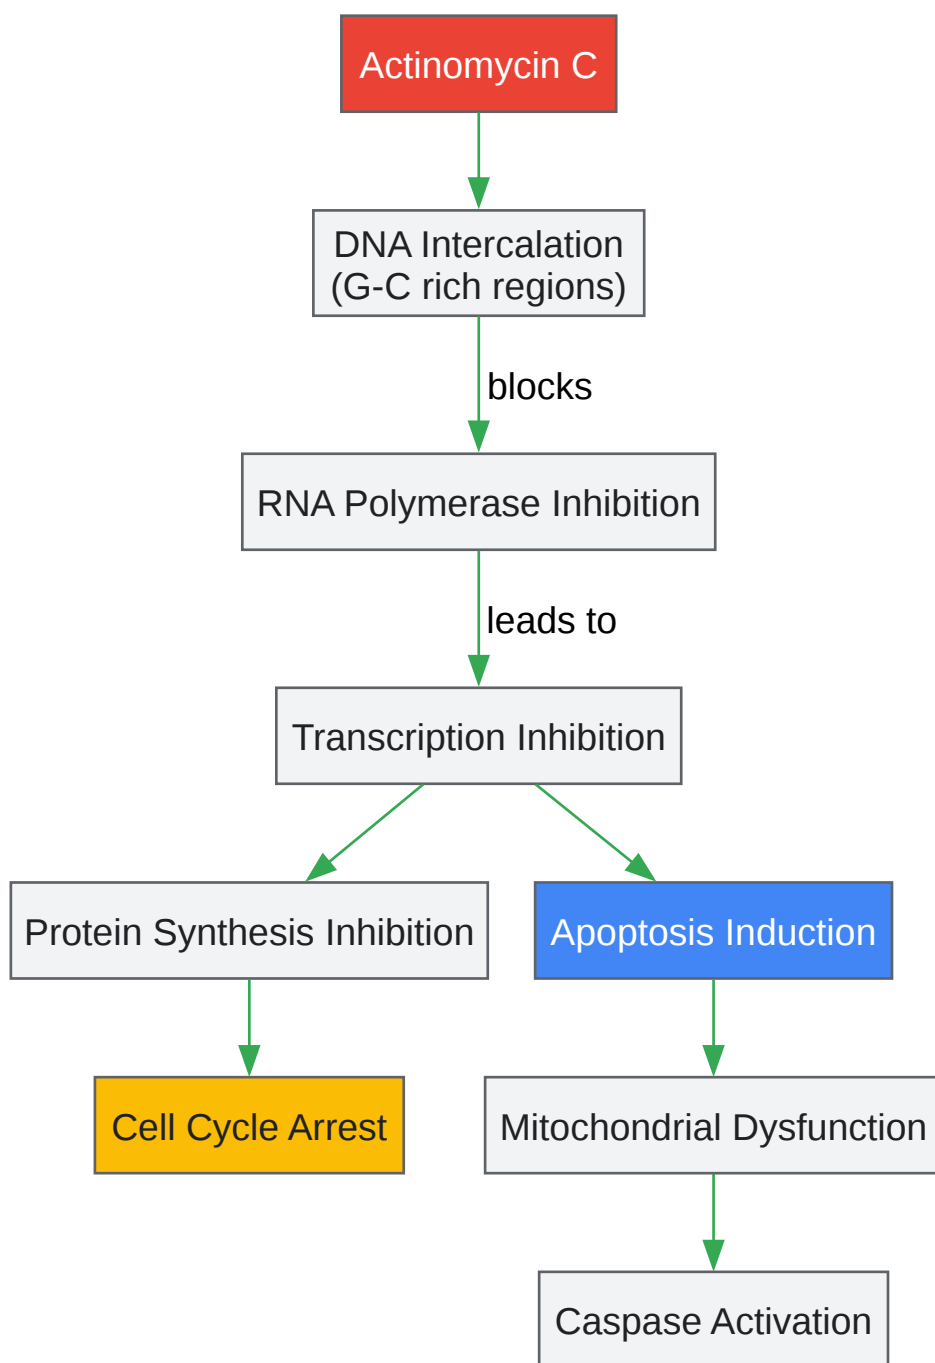 Actinomycin C
DNA Intercalation
(G-C rich regions)
blocks
RNA Polymerase Inhibition
leads to
Transcription Inhibition
Protein Synthesis Inhibition
Apoptosis Induction
Cell Cycle Arrest
Mitochondrial Dysfunction
Caspase Activation